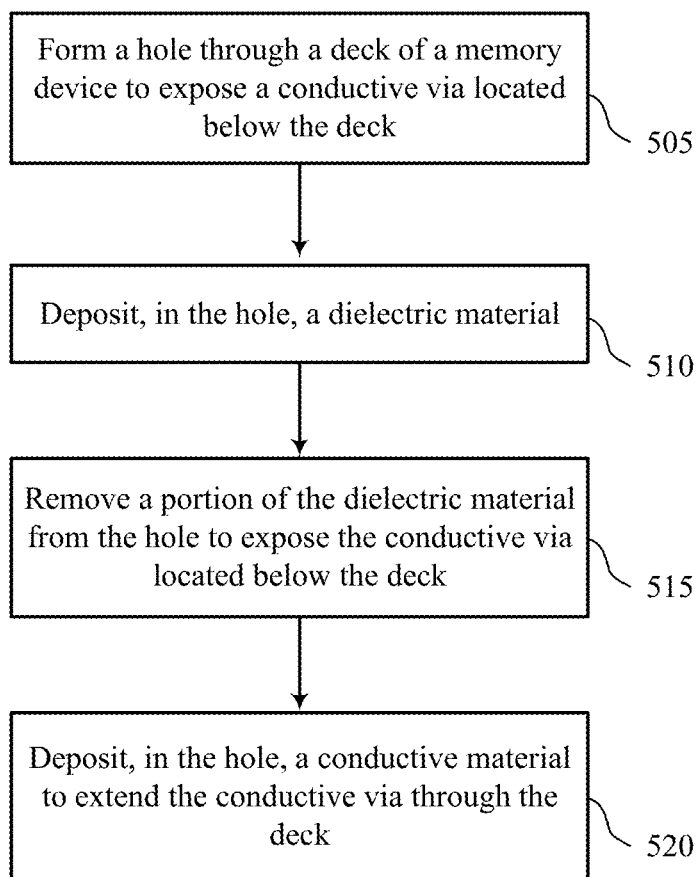 Form a hole through a deck of a memory
device to expose a conductive via located
below the deck
505
Deposit, in the hole, a dielectric material
510
Remove a portion of the dielectric material
from the hole to expose the conductive via
located below the deck
515
Deposit, in the hole, a conductive material
to extend the conductive via through the
deck
520